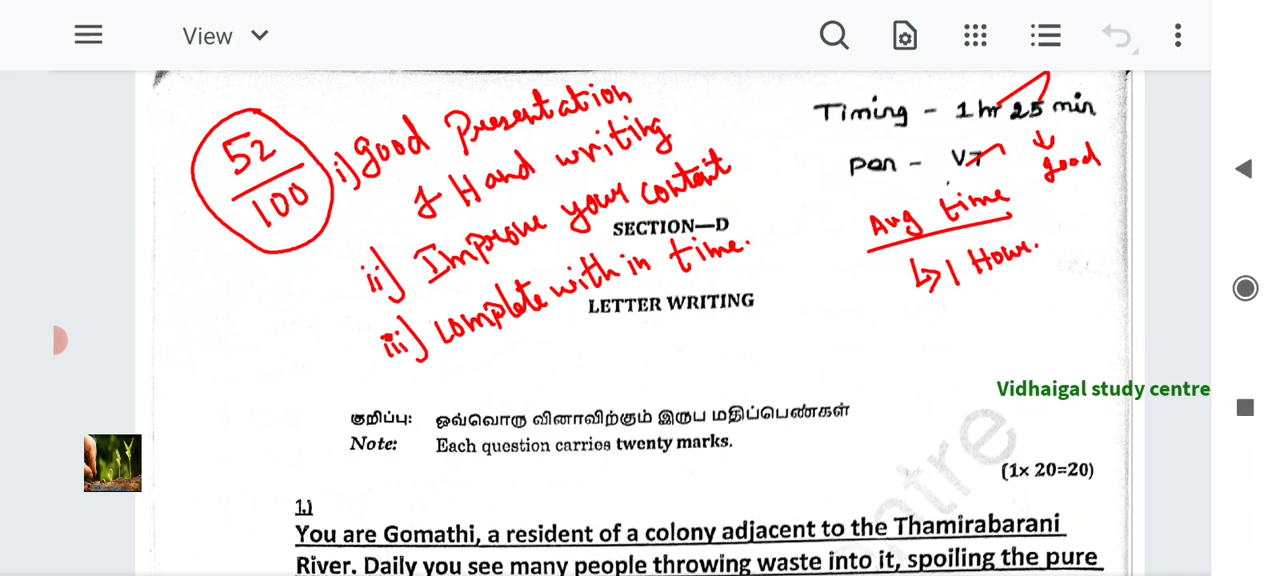 View
52
100
i) Good Presentation
& Hand writing
ii) Improve your content
iii) complete with in time.
Timing - 1 hr 25 min
pen - V7
good
Avg time
↳ 1 Hour.
SECTION—D
LETTER WRITING
Vidhaigal study centre
குறிப்பு: ஒவ்வொரு வினாவிற்கும் இருப மதிப்பெண்கள்
Note: Each question carries twenty marks.
(1x 20=20)
1.)
You are Gomathi, a resident of a colony adjacent to the Thamirabarani
River. Daily you see many people throwing waste into it, spoiling the pure